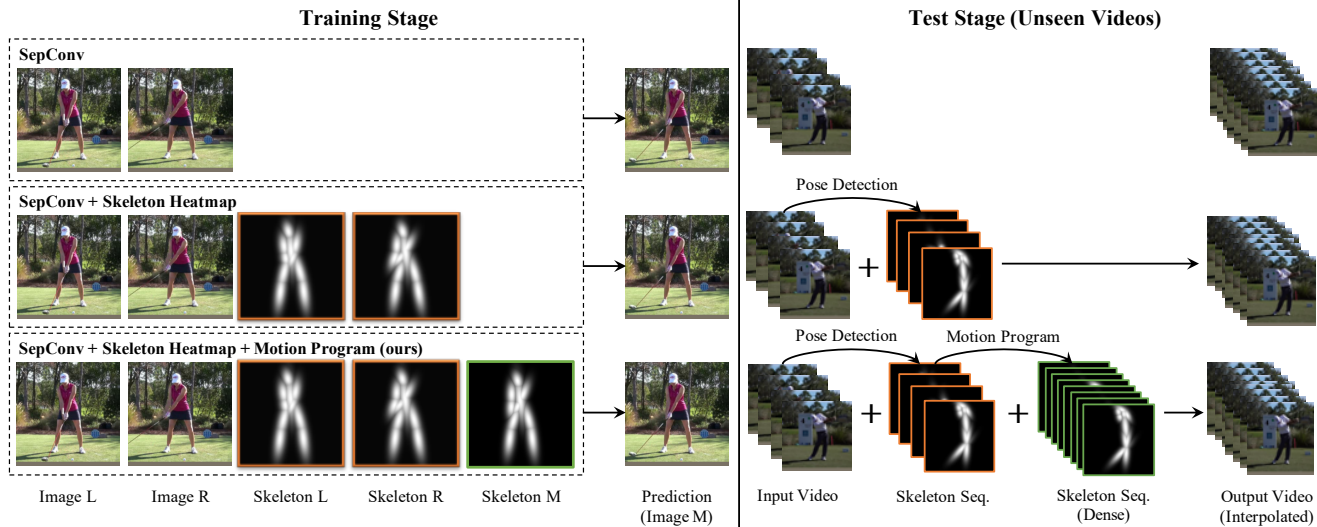 Training Stage
Test Stage (Unseen Videos)
SepConv
SepConv + Skeleton Heatmap
Pose Detection
+
SepConv + Skeleton Heatmap + Motion Program (ours)
Pose Detection
Motion Program
+
+
Image L
Image R
Skeleton L
Skeleton R
Skeleton M
Prediction
(Image M)
Input Video
Skeleton Seq.
Skeleton Seq.
(Dense)
Output Video
(Interpolated)